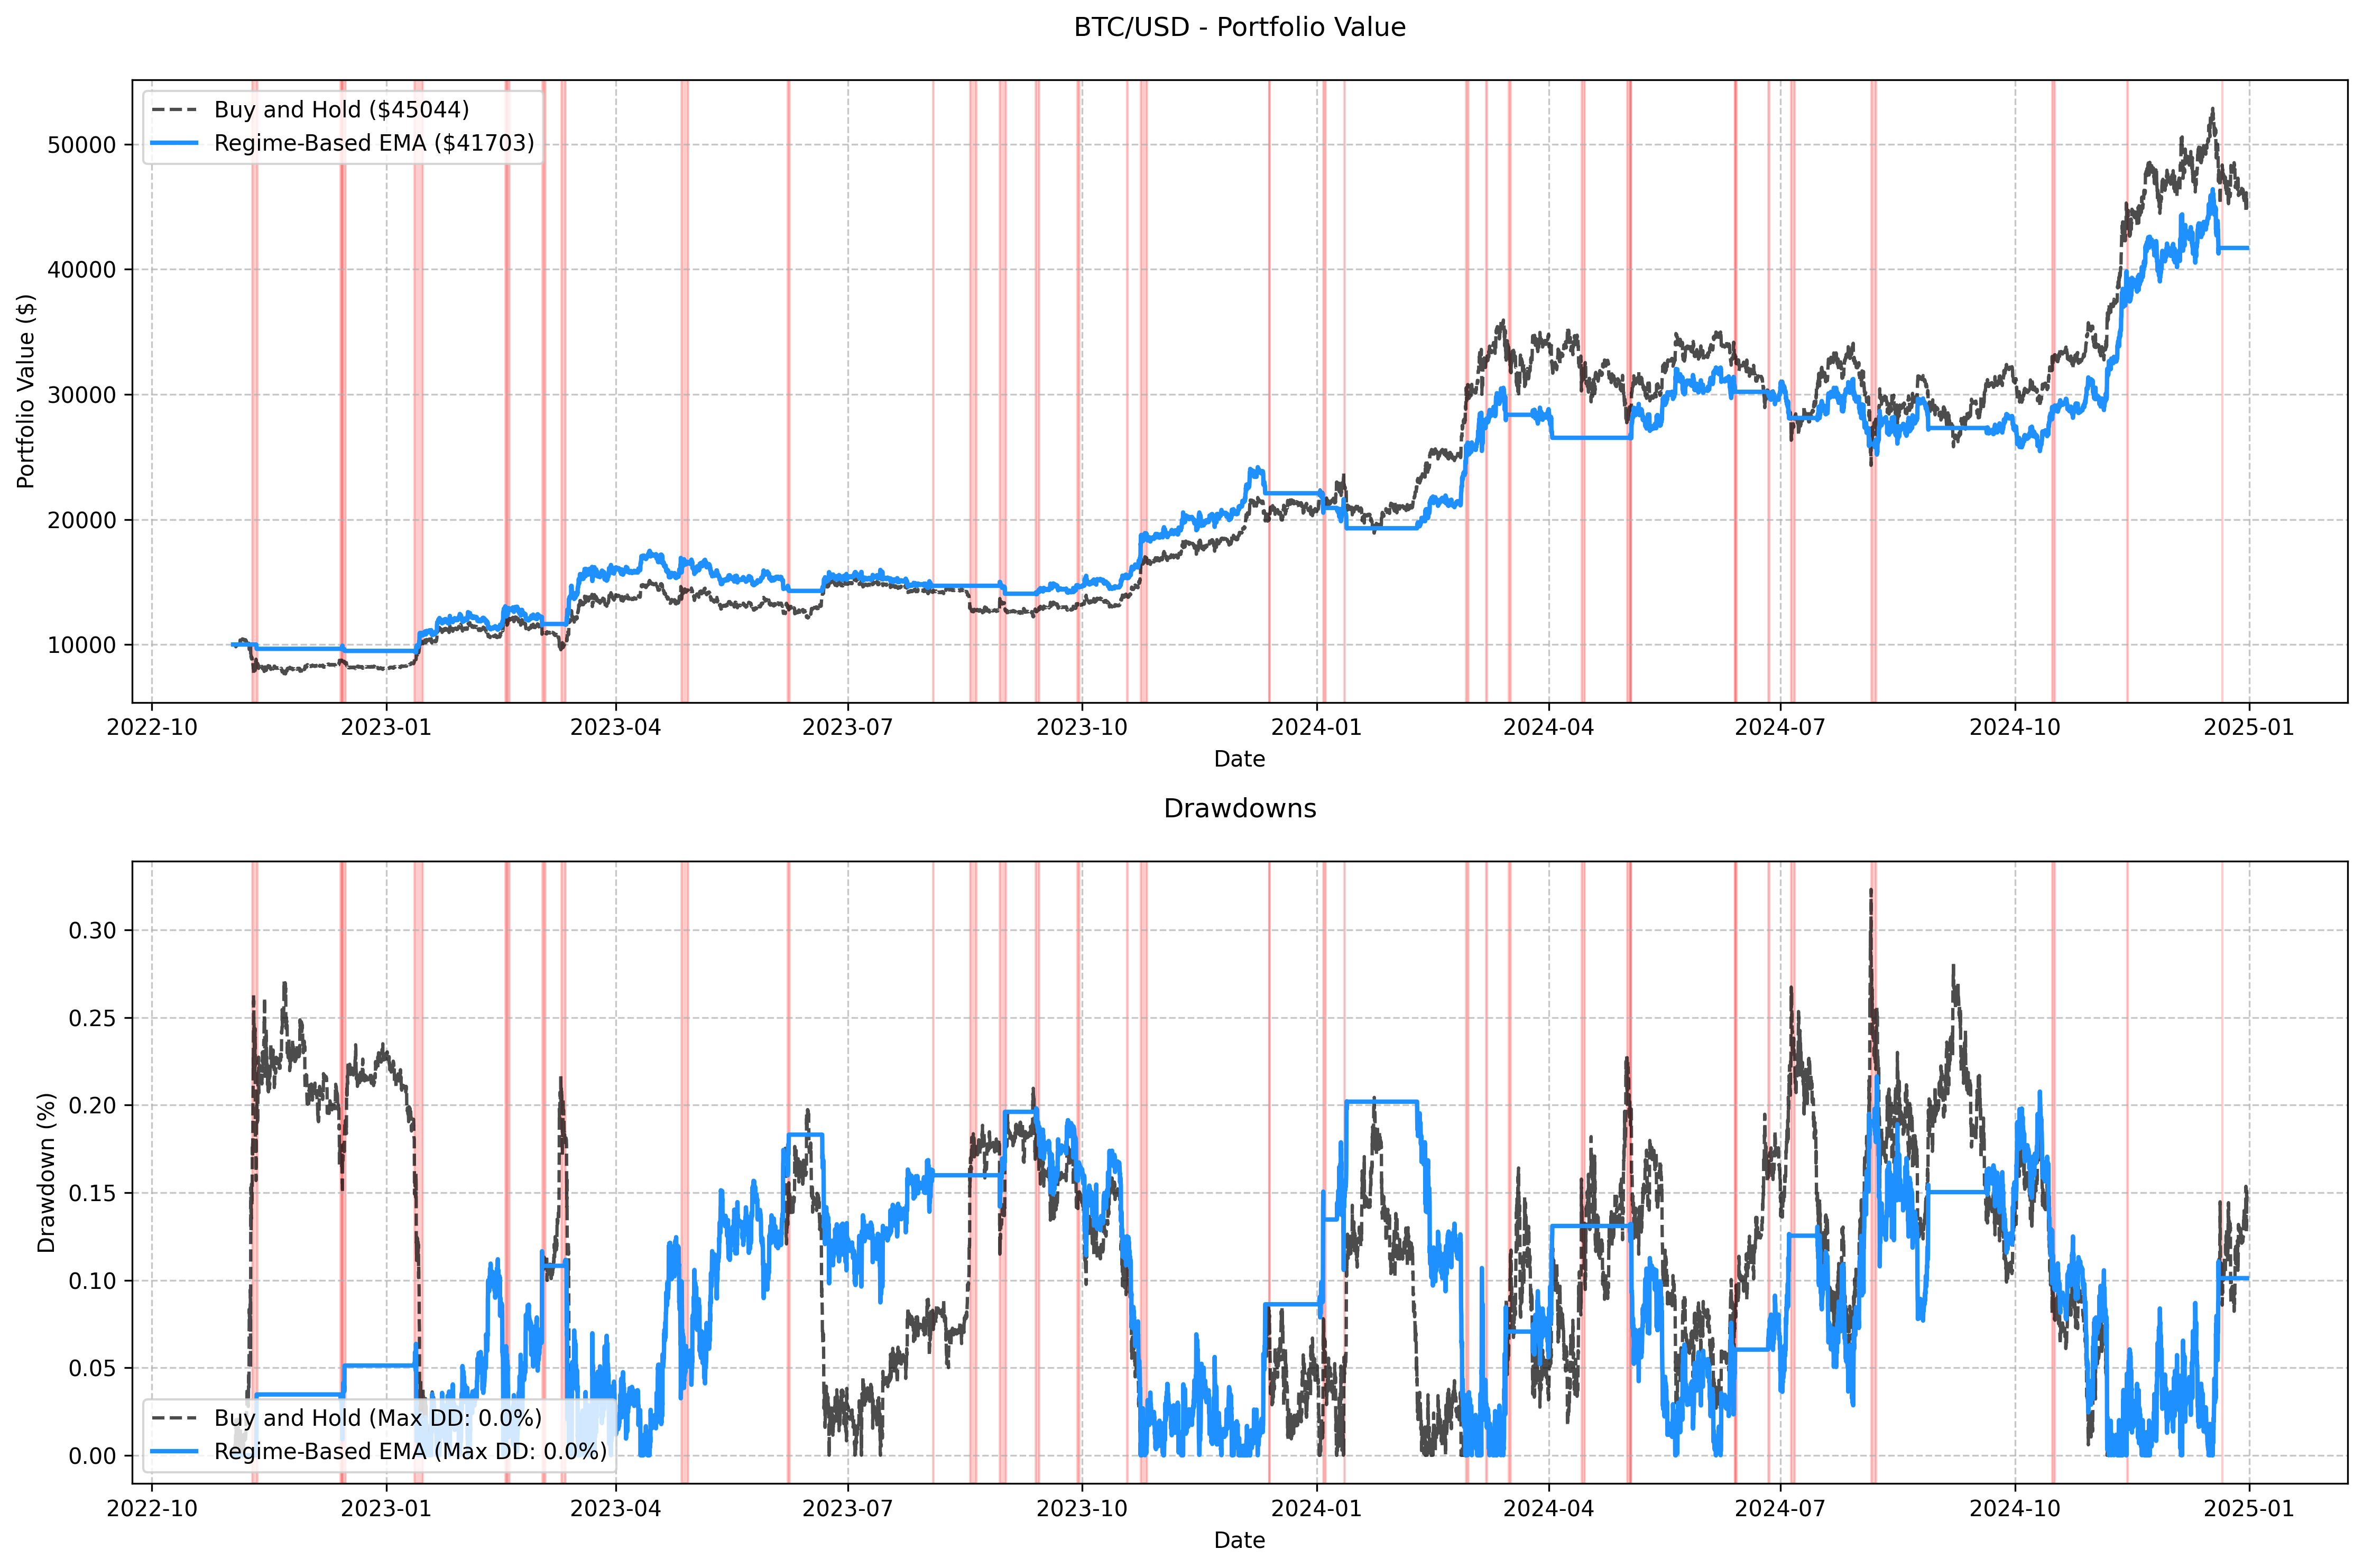 BTC/USD - Portfolio Value
Buy and Hold ($45044)
Regime-Based EMA ($41703)
Portfolio Value ($)
50000
40000
30000
20000
10000
2022-10 2023-01 2023-04 2023-07 2023-10 2024-01 2024-04 2024-07 2024-10 2025-01
Date
Drawdowns
Drawdown (%)
0.30
0.25
0.20
0.15
0.10
0.05
0.00
Buy and Hold (Max DD: 0.0%)
Regime-Based EMA (Max DD: 0.0%)
2022-10 2023-01 2023-04 2023-07 2023-10 2024-01 2024-04 2024-07 2024-10 2025-01
Date